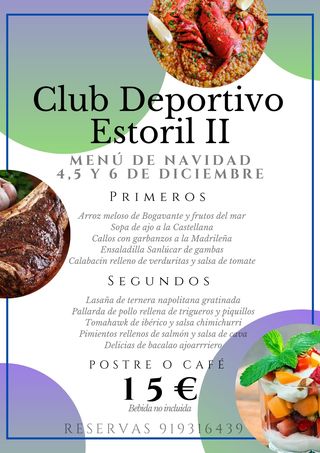 Club Deportivo
Estoril II
MENÚ DE NAVIDAD
4,5 Y 6 DE DICIEMBRE
PRIMEROS
Arroz meloso de Bogavante y frutos del mar
Sopa de ajo a la Castellana
Callos con garbanzos a la Madrileña
Ensaladilla Sanlúcar de gambas
Calabacin relleno de verduritas y salsa de tomate
SEGUNDOS
Lasaña de ternera napolitana gratinada
Pallarda de pollo rellena de trigueros y piquillos
Tomahawk de ibérico y salsa chimichurri
Pimientos rellenos de salmón y salsa de cava
Delicias de bacalao ajoarrriero
POSTRE O CAFÉ
15€
Bebida no incluida
RESERVAS 919316439